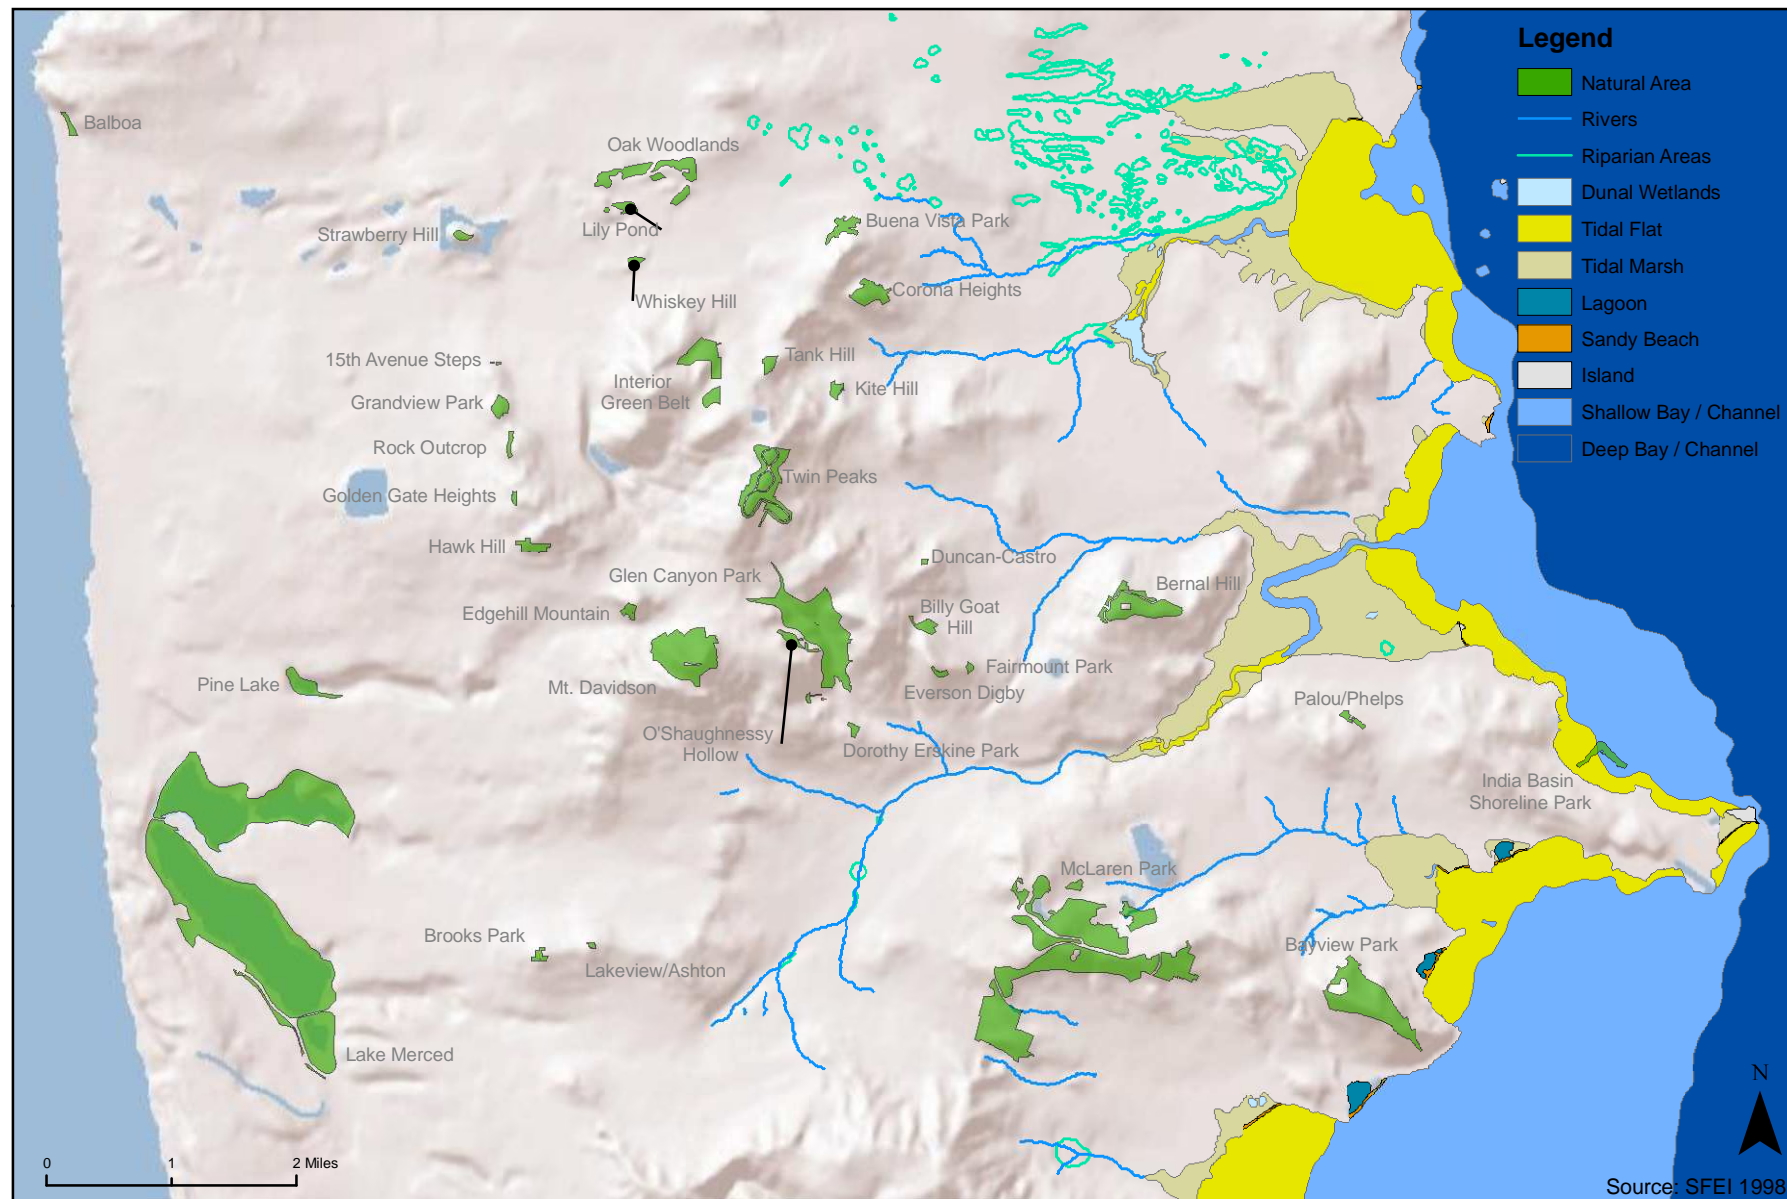 Legend
Natural Area
Rivers
Riparian Areas
Dunal Wetlands
Tidal Flat
Tidal Marsh
Lagoon
Sandy Beach
Island
Shallow Bay / Channel
Deep Bay / Channel
Balboa
Oak Woodlands
Strawberry Hill
Lily Pond
Buena Vista Park
Whiskey Hill
Corona Heights
15th Avenue Steps
Tank Hill
Interior
Green Belt
Kite Hill
Grandview Park
Rock Outcrop
Twin Peaks
Golden Gate Heights
Hawk Hill
Duncan-Castro
Glen Canyon Park
Bernal Hill
Edgehill Mountain
Billy Goat
Hill
Fairmount Park
Pine Lake
Mt. Davidson
Everson Digby
Palou/Phelps
O'Shaughnessy
Hollow
Dorothy Erskine Park
India Basin
Shoreline Park
McLaren Park
Brooks Park
Lakeview/Ashton
Bayview Park
Lake Merced
N
0 1 2 Miles
Source: SFEI 1998